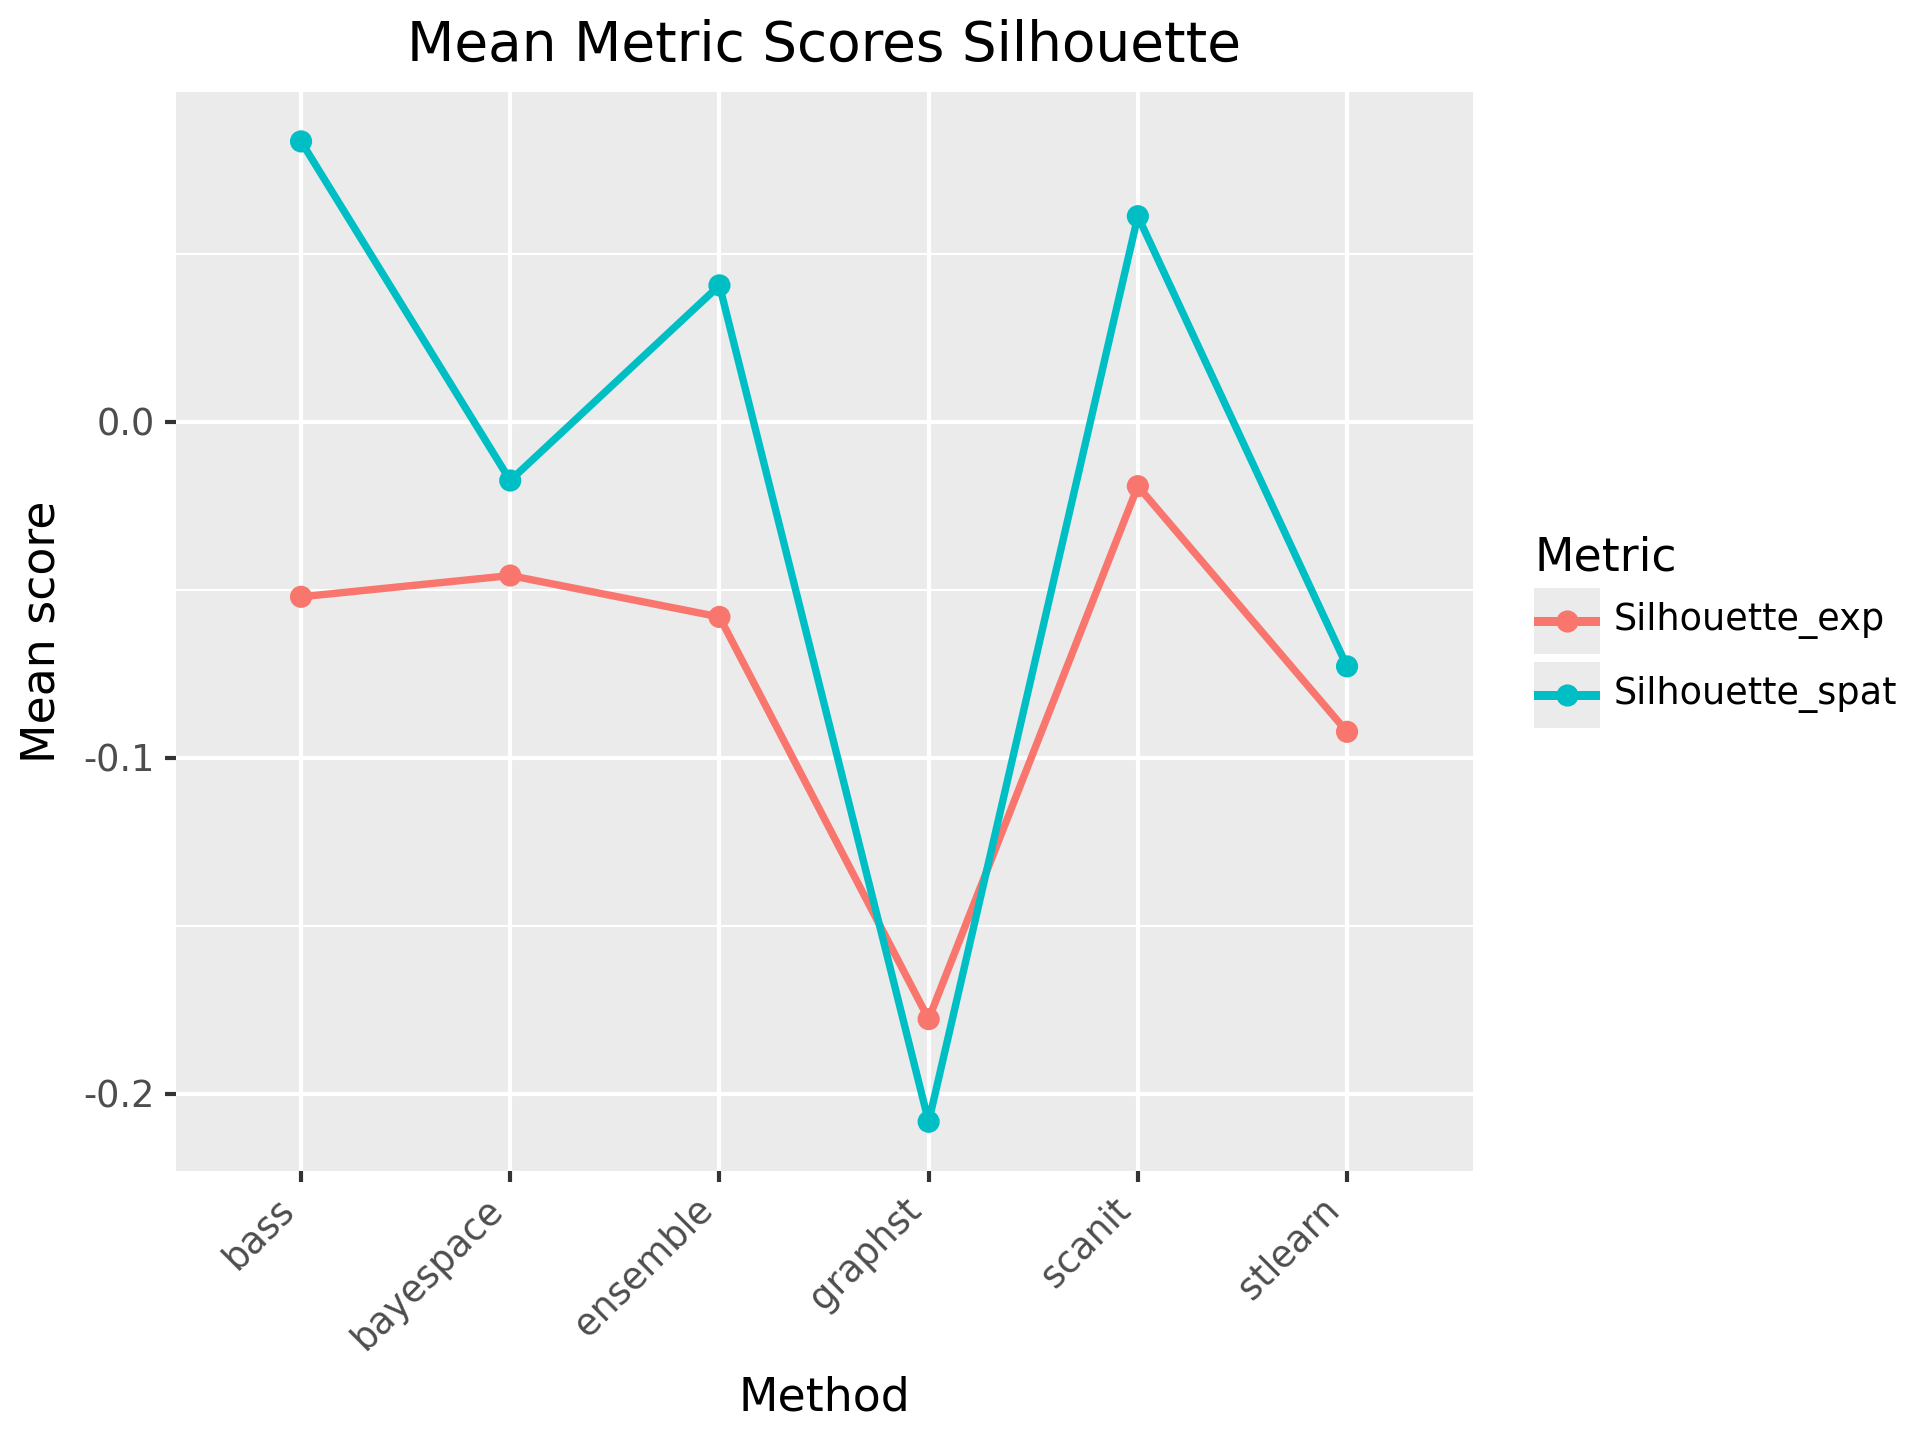 Mean Metric Scores Silhouette
Mean score
0.0
-0.1
-0.2
bass
bayespace
ensemble
graphst
scanit
stlearn
Method
Metric
Silhouette_exp
Silhouette_spat